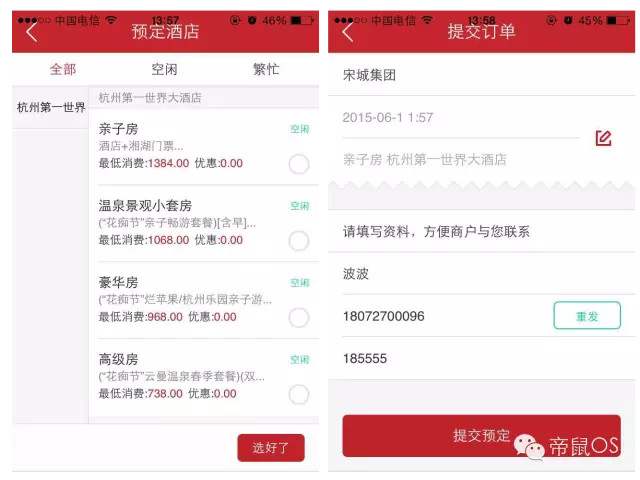 中国电信 13:57 46%
预定酒店
全部 空闲 繁忙
杭州第一世界
杭州第一世界大酒店
亲子房 空闲
酒店+湘湖门票...
最低消费:1384.00 优惠:0.00
温泉景观小套房 空闲
("花痴节"亲子畅游套餐)[含早]...
最低消费:1068.00 优惠:0.00
豪华房 空闲
("花痴节"烂苹果/杭州乐园亲子游...
最低消费:968.00 优惠:0.00
高级房 空闲
("花痴节"云曼温泉春季套餐)(双...
最低消费:738.00 优惠:0.00
选好了
中国电信 13:58 45%
提交订单
宋城集团
2015-06-1 1:57
亲子房 杭州第一世界大酒店
请填写资料，方便商户与您联系
波波
18072700096 重发
185555
提交预定
帝鼠OS